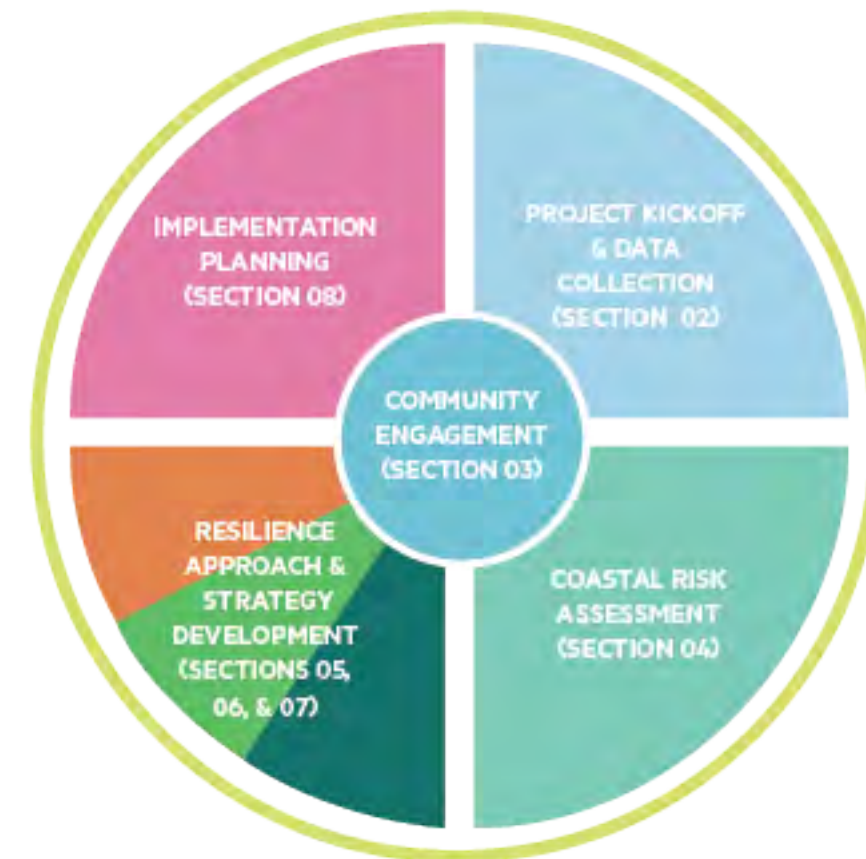 IMPLEMENTATION
PLANNING
(SECTION 08)
PROJECT KICKOFF
& DATA
COLLECTION
(SECTION 02)
COMMUNITY
ENGAGEMENT
(SECTION 03)
RESILIENCE
APPROACH &
STRATEGY
DEVELOPMENT
(SECTIONS 05,
06, & 07)
COASTAL RISK
ASSESSMENT
(SECTION 04)